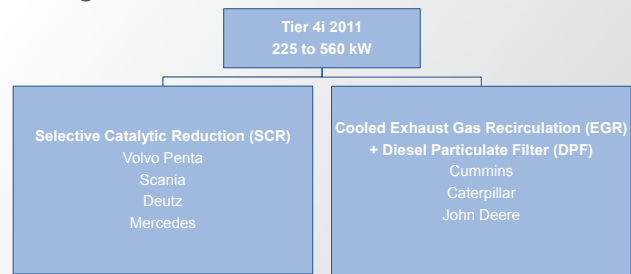 Tier 4i 2011
225 to 560 kW
Selective Catalytic Reduction (SCR)
Volvo Penta
Scania
Deutz
Mercedes
Cooled Exhaust Gas Recirculation (EGR)
+ Diesel Particulate Filter (DPF)
Cummins
Caterpillar
John Deere